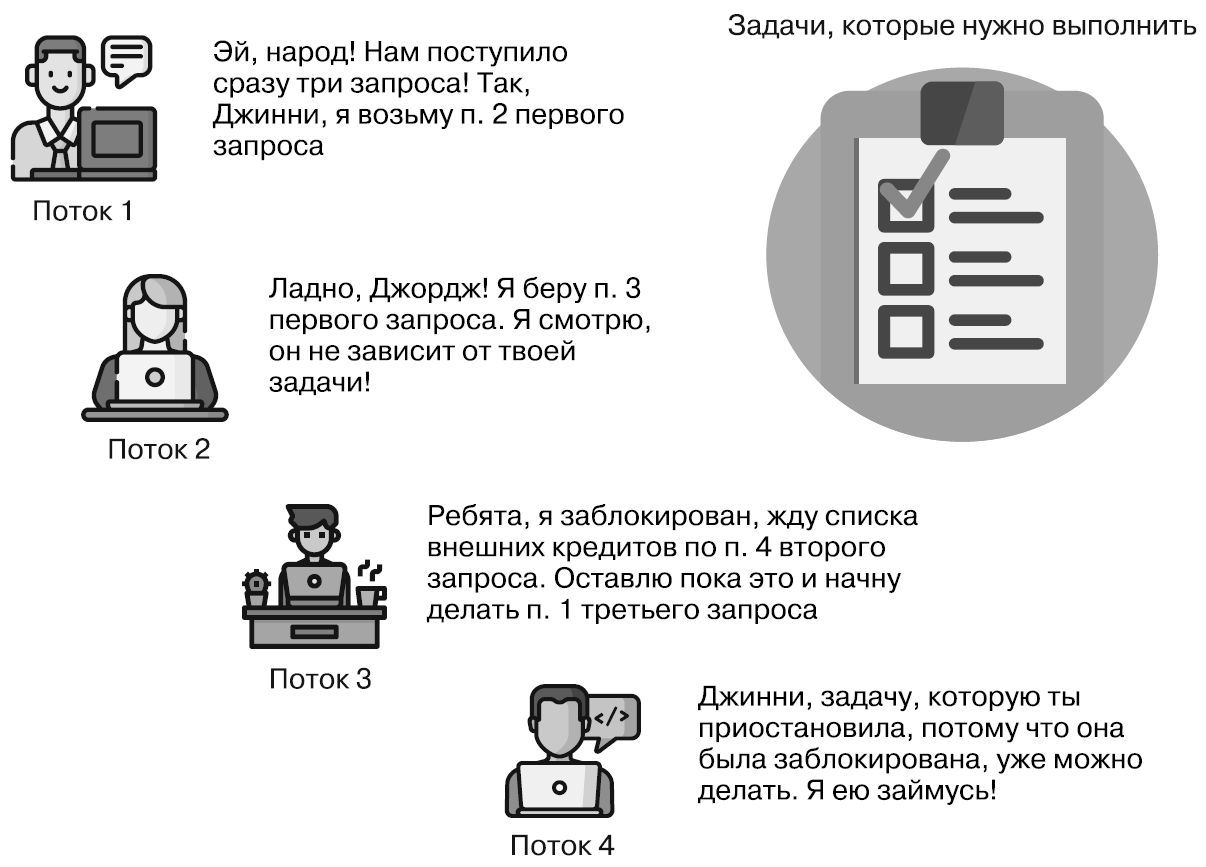 Задачи, которые нужно выполнить
Эй, народ! Нам поступило
сразу три запроса! Так,
Джинни, я возьму п. 2 первого
запроса
Поток 1
Ладно, Джордж! Я беру п. 3
первого запроса. Я смотрю,
он не зависит от твоей
задачи!
Поток 2
Ребята, я заблокирован, жду списка
внешних кредитов по п. 4 второго
запроса. Оставлю пока это и начну
делать п. 1 третьего запроса
Поток 3
Джинни, задачу, которую ты
приостановила, потому что она
была заблокирована, уже можно
делать. Я ею займусь!
</>
Поток 4